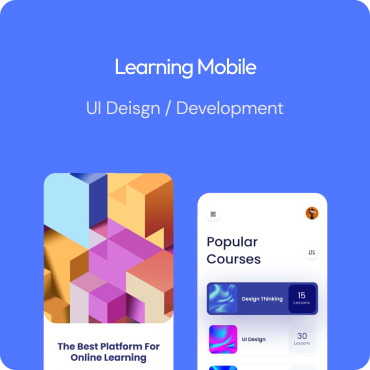 Learning Mobile
UI Deisgn / Development
The Best Platform For
Online Learning
Popular
Courses
Design Thinking
15
Lessons
UI Design
30
Lessons